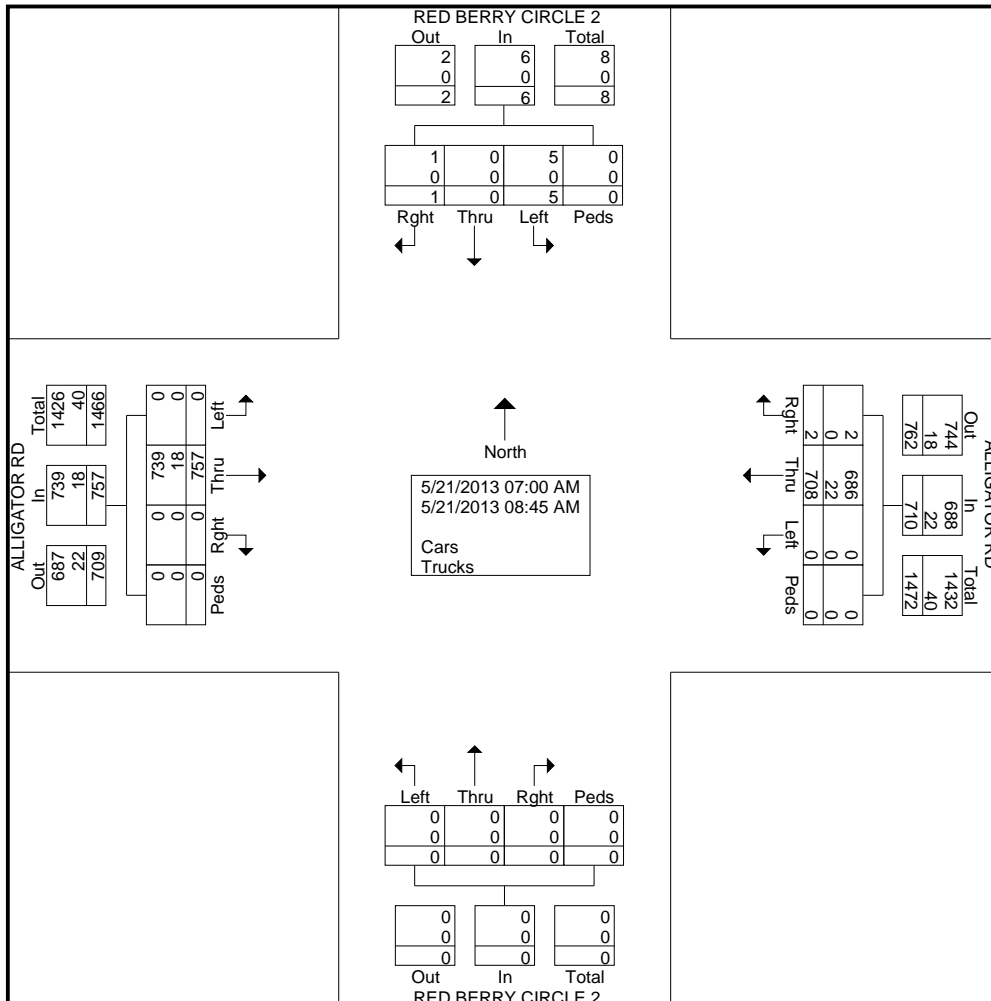 RED BERRY CIRCLE 2
Out In Total
2 6 8
0 0 0
2 6 8
1 0 5 0
0 0 0 0
1 0 5 0
Rght Thru Left Peds
ALLIGATOR RD
Total In Out
1426 739 687
40 18 22
1466 757 709
0 739 0 0
0 18 0 0
0 757 0 0
Left Thru Rght Peds
North
5/21/2013 07:00 AM
5/21/2013 08:45 AM
Cars
Trucks
Rght Thru Left Peds
2 686 0 0
0 22 0 0
2 708 0 0
ALLIGATOR RD
Out In Total
744 688 1432
18 22 40
762 710 1472
Left Thru Rght Peds
0 0 0 0
0 0 0 0
0 0 0 0
0 0 0
0 0 0
0 0 0
Out In Total
RED BERRY CIRCLE 2